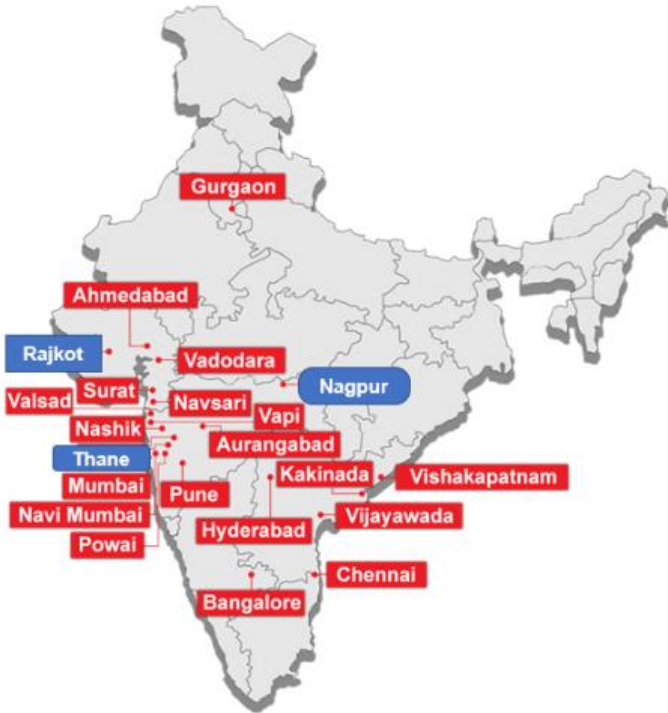 Gurgaon
Ahmedabad
Rajkot
Vadodara
Nagpur
Surat
Valsad
Navsari
Vapi
Nashik
Aurangabad
Thane
Kakinada
Vishakapatnam
Mumbai
Pune
Navi Mumbai
Hyderabad
Vijayawada
Powai
Chennai
Bangalore